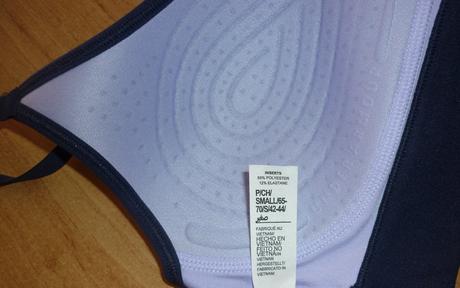 INSERTS
88% POLYESTER
12% ELASTANE
P/CH/
SMALL/65-
70/S/42-44/
صغير
FABRIQUÉ AU
VIETNAM/
HECHO EN
VIETNAM/
FEITO NO
VIETNAM/IN
VIETNAM
HERGESTELLT/
FABBRICATO IN
VIETNAM